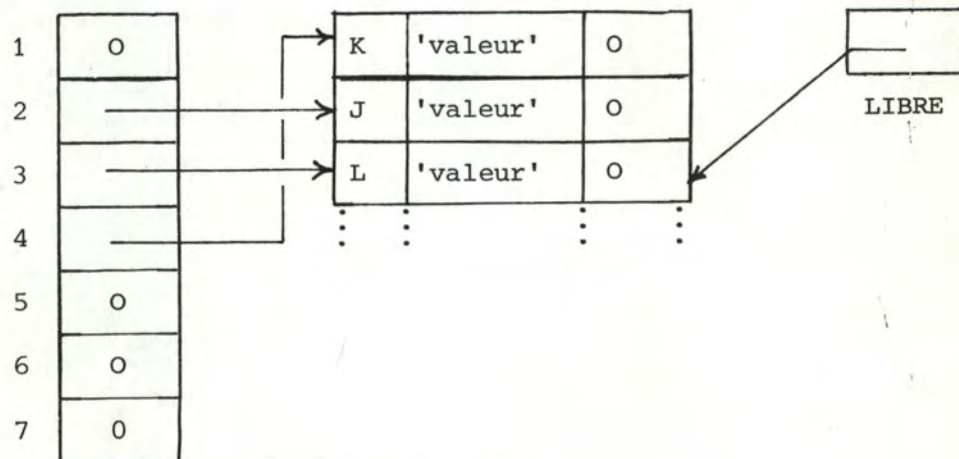 1 O K 'valeur' O
2 J 'valeur' O LIBRE
3 L 'valeur' O
4
5 O
6 O
7 0